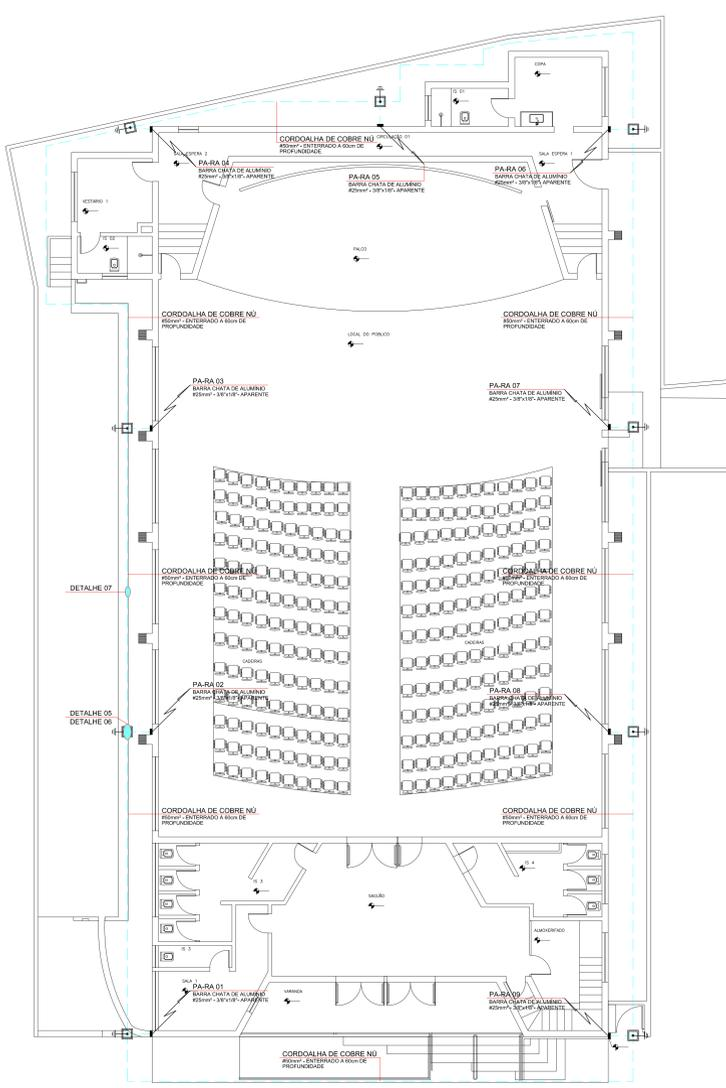 COPA
IS 01
CIRCULAÇÃO 01
CORDOALHA DE COBRE NÚ
#50mm² - ENTERRADO A 60cm DE
PROFUNDIDADE
SALA ESPERA 2
SALA ESPERA 1
PA-RA 04
BARRA CHATA DE ALUMÍNIO
#25mm² - 3/8"x1/8"- APARENTE
PA-RA 05
BARRA CHATA DE ALUMÍNIO
#25mm² - 3/8"x1/8"- APARENTE
PA-RA 06
BARRA CHATA DE ALUMÍNIO
#25mm² - 3/8"x1/8"- APARENTE
VESTÁRIO 1
IS 02
PALCO
CORDOALHA DE COBRE NÚ
#50mm² - ENTERRADO A 60cm DE
PROFUNDIDADE
CORDOALHA DE COBRE NÚ
#50mm² - ENTERRADO A 60cm DE
PROFUNDIDADE
LOCAL DO PÚBLICO
PA-RA 03
BARRA CHATA DE ALUMÍNIO
#25mm² - 3/8"x1/8"- APARENTE
PA-RA 07
BARRA CHATA DE ALUMÍNIO
#25mm² - 3/8"x1/8"- APARENTE
CORDOALHA DE COBRE NÚ
#50mm² - ENTERRADO A 60cm DE
PROFUNDIDADE
CORDOALHA DE COBRE NÚ
#50mm² - ENTERRADO A 60cm DE
PROFUNDIDADE
DETALHE 07
CADEIRAS
CADEIRAS
PA-RA 02
BARRA CHATA DE ALUMÍNIO
#25mm² - 3/8"x1/8"- APARENTE
PA-RA 08
BARRA CHATA DE ALUMÍNIO
#25mm² - 3/8"x1/8"- APARENTE
DETALHE 05
DETALHE 06
CORDOALHA DE COBRE NÚ
#50mm² - ENTERRADO A 60cm DE
PROFUNDIDADE
CORDOALHA DE COBRE NÚ
#50mm² - ENTERRADO A 60cm DE
PROFUNDIDADE
IS 4
IS 3
SAGUÃO
ALMOXERIFADO
IS 3
SALA 1
PA-RA 01
BARRA CHATA DE ALUMÍNIO
#25mm² - 3/8"x1/8"- APARENTE
VARANDA
PA-RA 09
BARRA CHATA DE ALUMÍNIO
#25mm² - 3/8"x1/8"- APARENTE
CORDOALHA DE COBRE NÚ
#50mm² - ENTERRADO A 60cm DE
PROFUNDIDADE